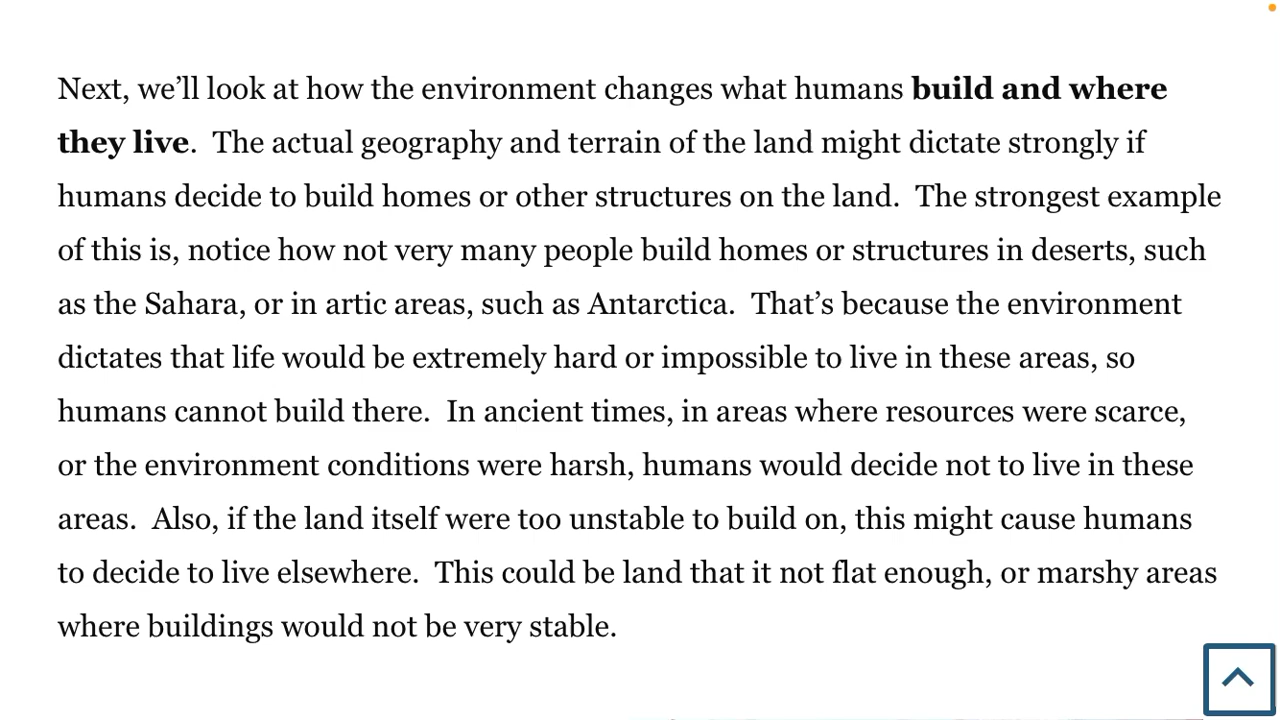 Next, we’ll look at how the environment changes what humans build and where
they live.  The actual geography and terrain of the land might dictate strongly if
humans decide to build homes or other structures on the land.  The strongest example
of this is, notice how not very many people build homes or structures in deserts, such
as the Sahara, or in artic areas, such as Antarctica.  That’s because the environment
dictates that life would be extremely hard or impossible to live in these areas, so
humans cannot build there.  In ancient times, in areas where resources were scarce,
or the environment conditions were harsh, humans would decide not to live in these
areas.  Also, if the land itself were too unstable to build on, this might cause humans
to decide to live elsewhere.  This could be land that it not flat enough, or marshy areas
where buildings would not be very stable.